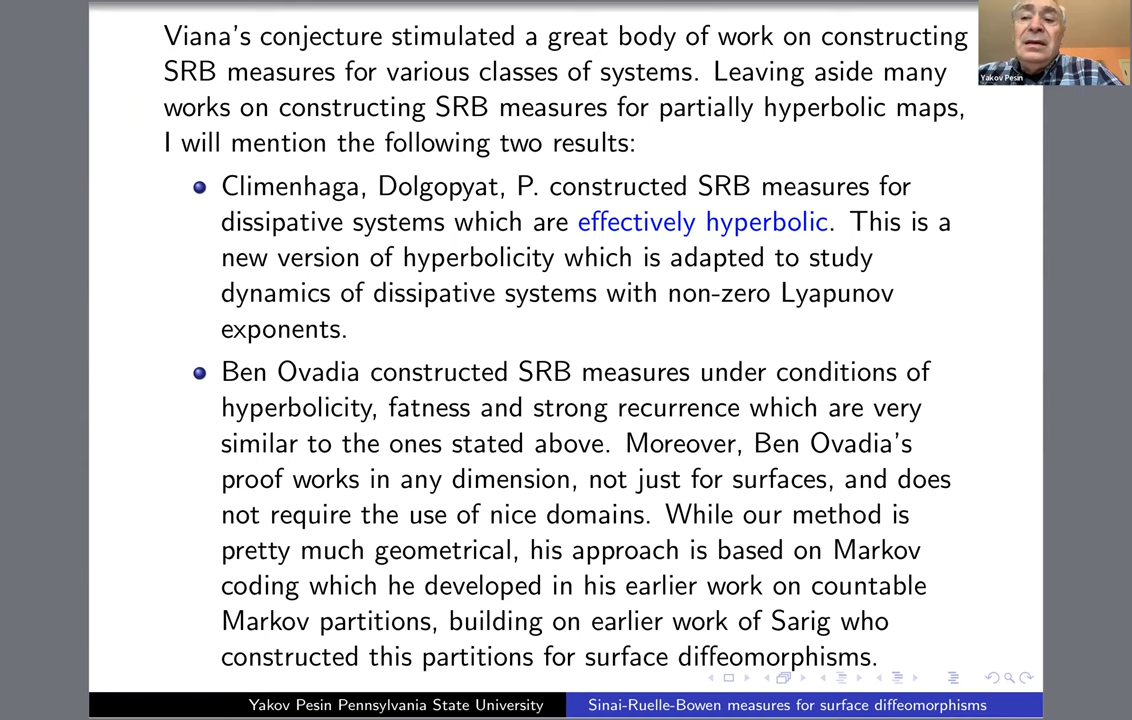 Viana's conjecture stimulated a great body of work on constructing
SRB measures for various classes of systems. Leaving aside many
works on constructing SRB measures for partially hyperbolic maps,
I will mention the following two results:
Climenhaga, Dolgopyat, P. constructed SRB measures for
dissipative systems which are effectively hyperbolic. This is a
new version of hyperbolicity which is adapted to study
dynamics of dissipative systems with non-zero Lyapunov
exponents.
Ben Ovadia constructed SRB measures under conditions of
hyperbolicity, fatness and strong recurrence which are very
similar to the ones stated above. Moreover, Ben Ovadia's
proof works in any dimension, not just for surfaces, and does
not require the use of nice domains. While our method is
pretty much geometrical, his approach is based on Markov
coding which he developed in his earlier work on countable
Markov partitions, building on earlier work of Sarig who
constructed this partitions for surface diffeomorphisms.
Yakov Pesin Pennsylvania State University
Sinai-Ruelle-Bowen measures for surface diffeomorphisms
Yakov Pesin